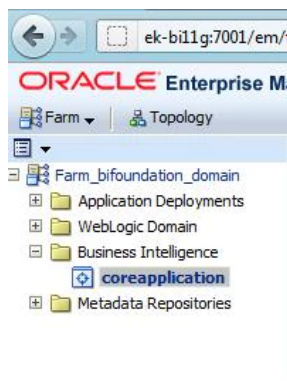 ek-bi11g:7001/em/
ORACLE Enterprise M
Farm Topology
Farm_bifoundation_domain
Application Deployments
WebLogic Domain
Business Intelligence
coreapplication
Metadata Repositories